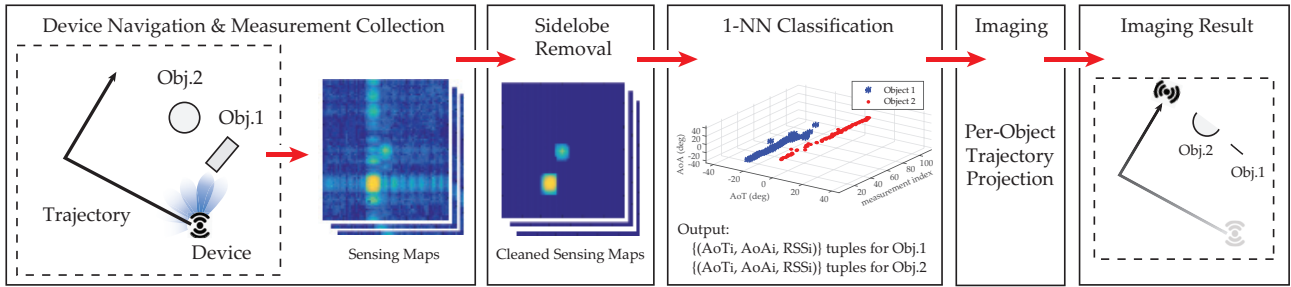 Device Navigation & Measurement Collection
Obj.2
Obj.1
Trajectory
Device
Sensing Maps
Sidelobe
Removal
Cleaned Sensing Maps
1-NN Classification
Object 1
Object 2
AoA (deg)
40
20
0
-20
-40
-40
-20
0
20
40
AoT (deg)
20
40
60
80
100
measurement index
Output:
{(AoTi, AoAi, RSSi)} tuples for Obj.1
{(AoTi, AoAi, RSSi)} tuples for Obj.2
Imaging
Per-Object
Trajectory
Projection
Imaging Result
Obj.2
Obj.1